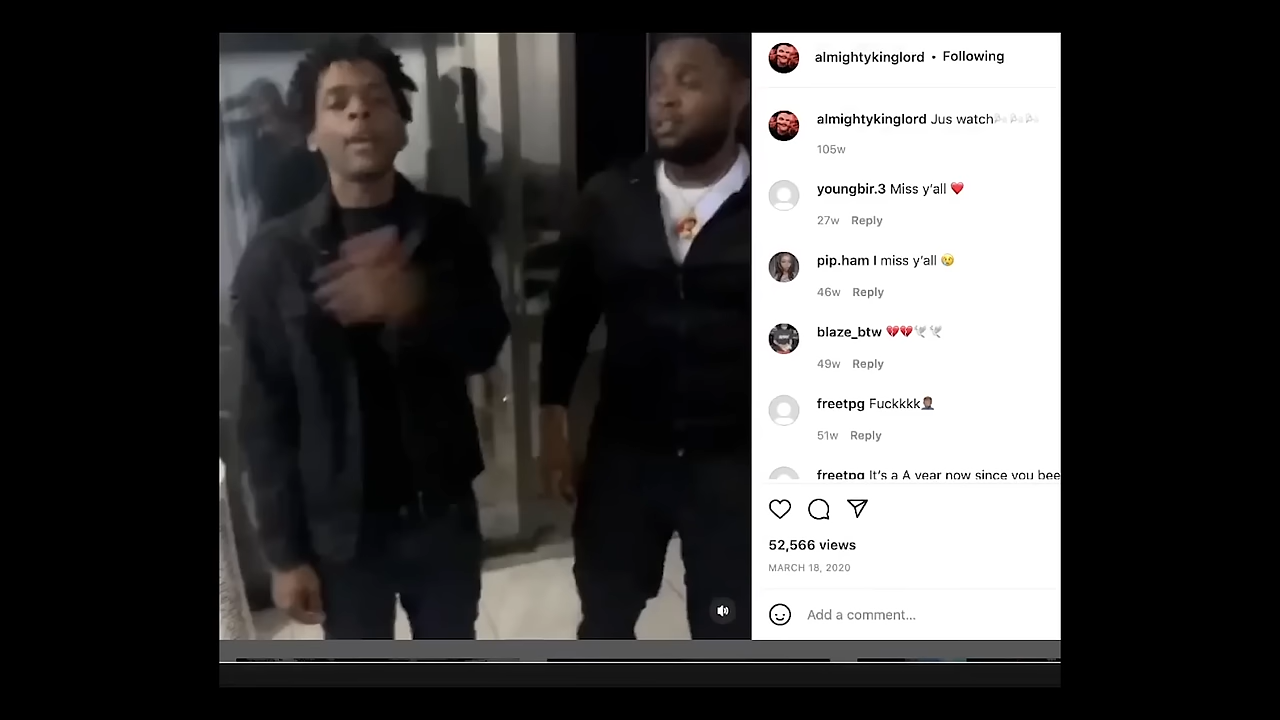 almightykinglord • Following
almightykinglord Jus watch
105w
youngbir.3 Miss y'all ❤️
27w Reply
pip.ham I miss y'all 😢
46w Reply
blaze_btw 💔💔🕊🕊
49w Reply
freetpg Fuckkkk🤦🏾
51w Reply
freetpg It's a A year now since you bee
52,566 views
MARCH 18, 2020
Add a comment...